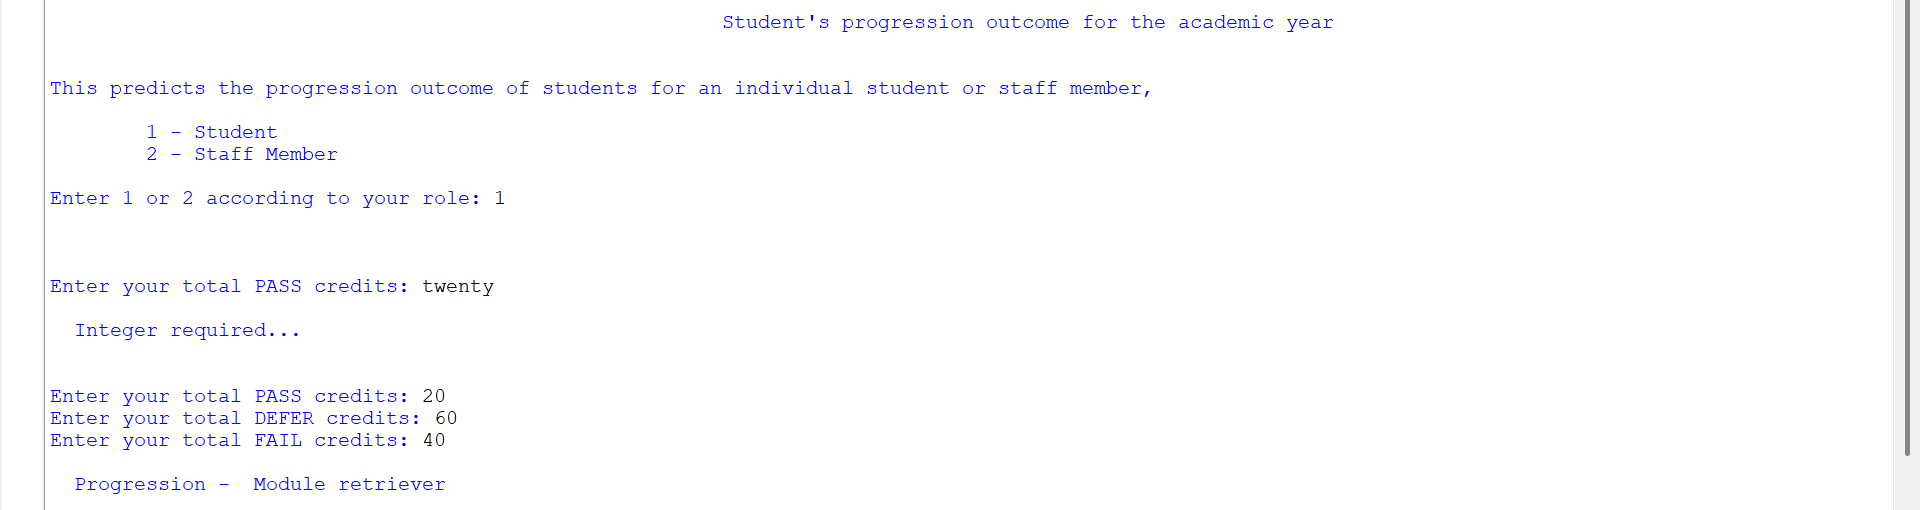 Student's progression outcome for the academic year
This predicts the progression outcome of students for an individual student or staff member,
1 - Student
2 - Staff Member
Enter 1 or 2 according to your role: 1
Enter your total PASS credits: twenty
Integer required...
Enter your total PASS credits: 20
Enter your total DEFER credits: 60
Enter your total FAIL credits: 40
Progression -  Module retriever